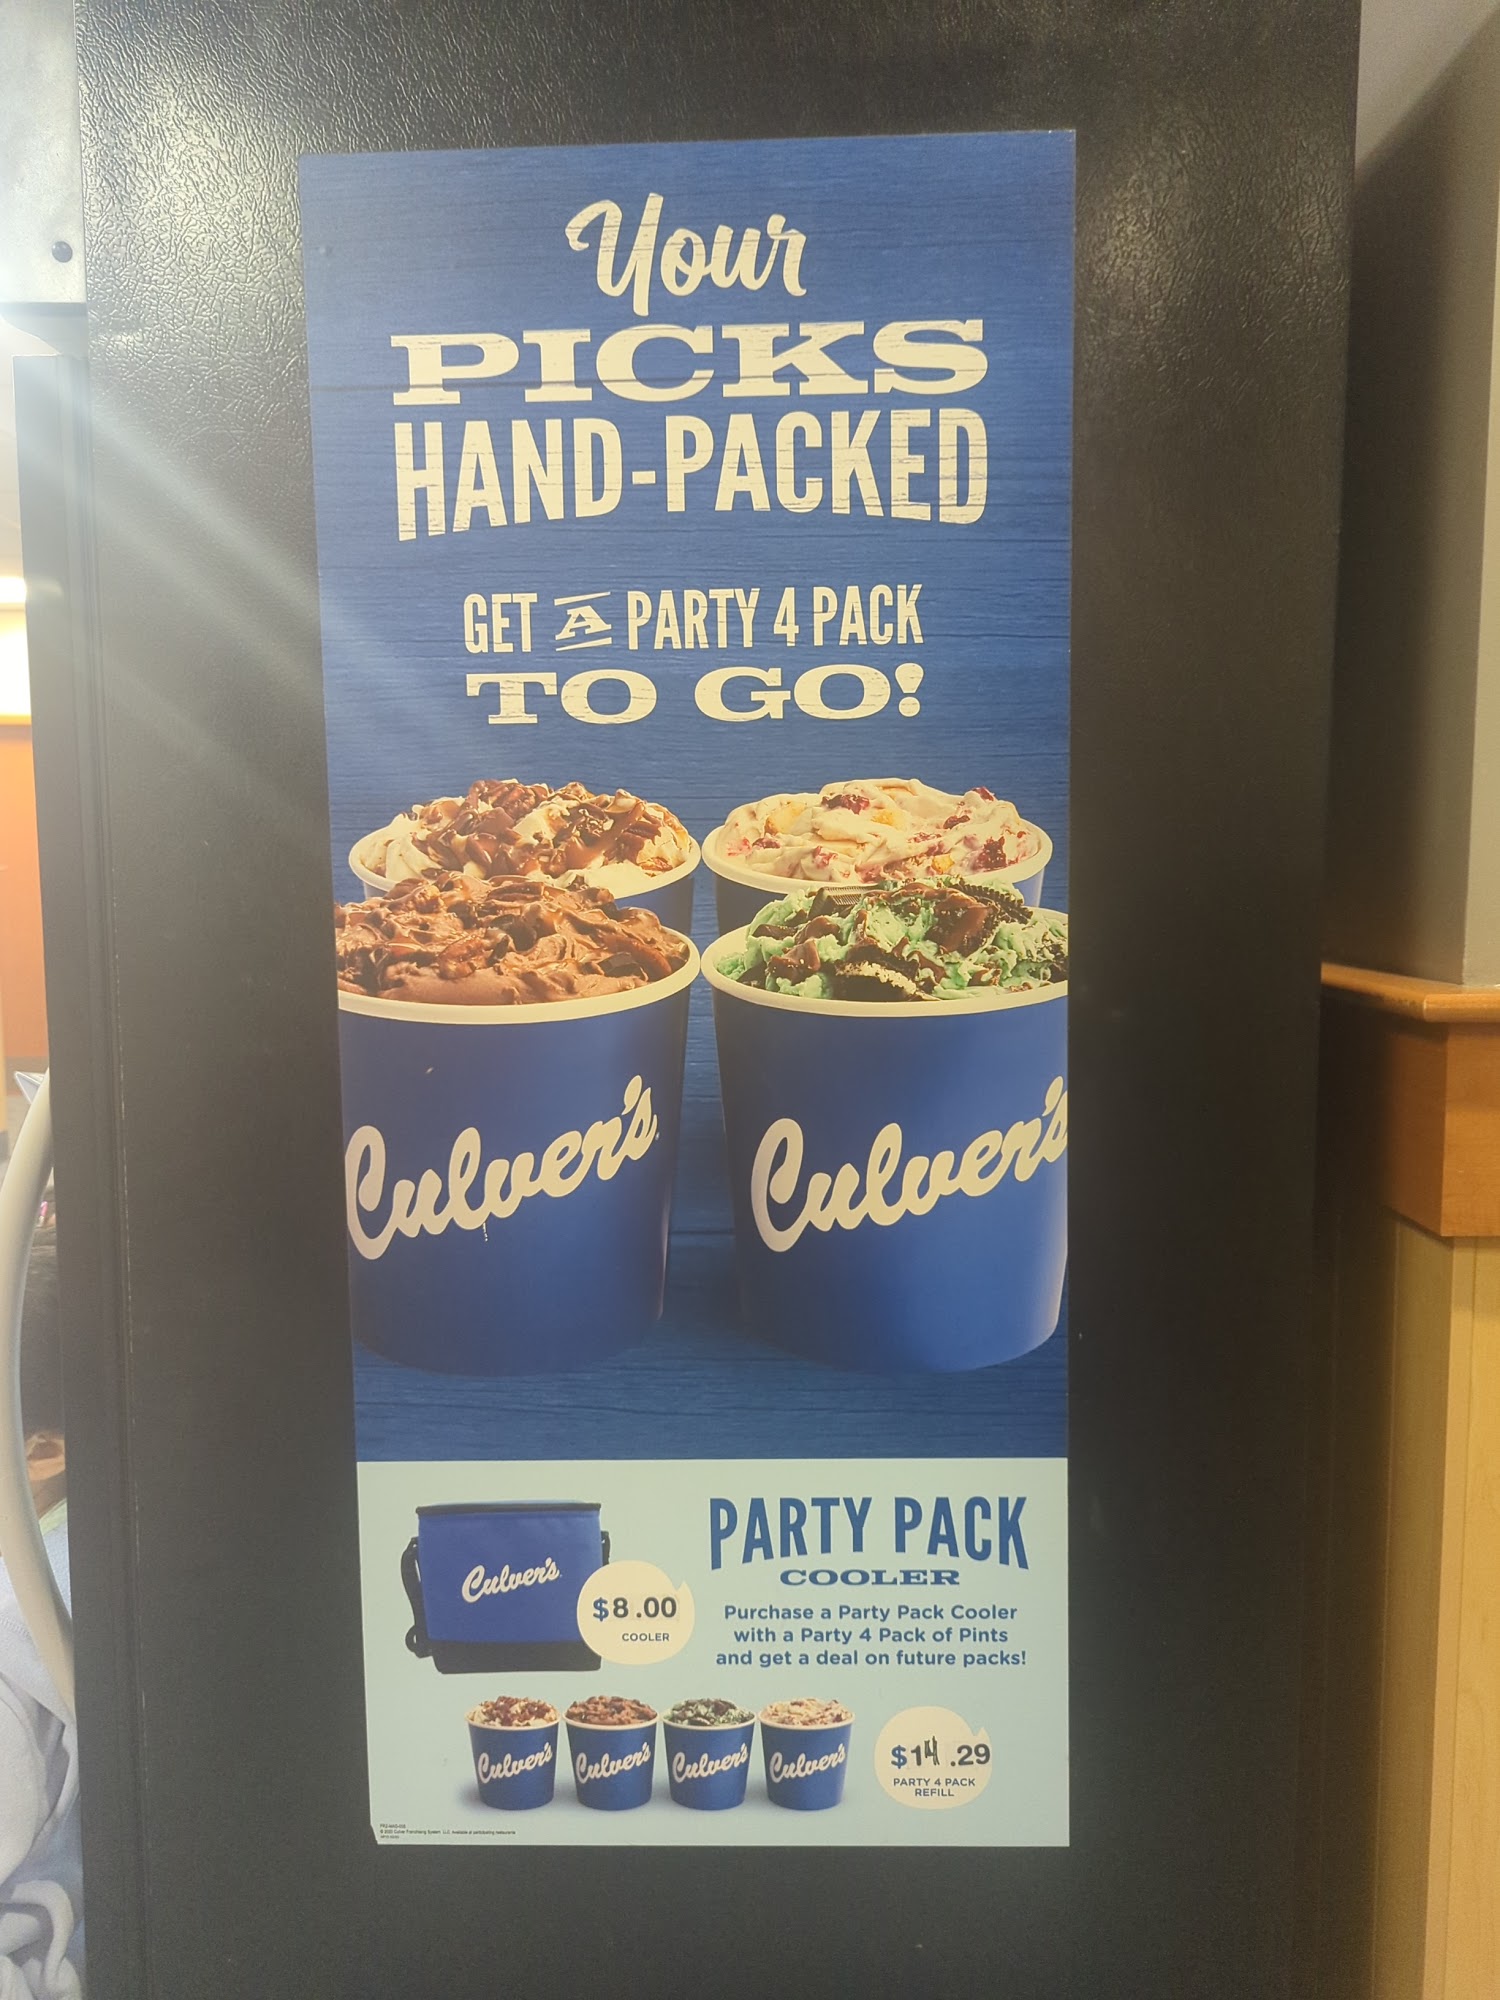 Your
PICKS
HAND-PACKED
GET A PARTY 4 PACK
TO GO!
Culver's
Culver's
PARTY PACK
COOLER
Culver's
$8.00
COOLER
Purchase a Party Pack Cooler
with a Party 4 Pack of Pints
and get a deal on future packs!
Culver's Culver's Culver's Culver's
$14.29
PARTY 4 PACK
REFILL